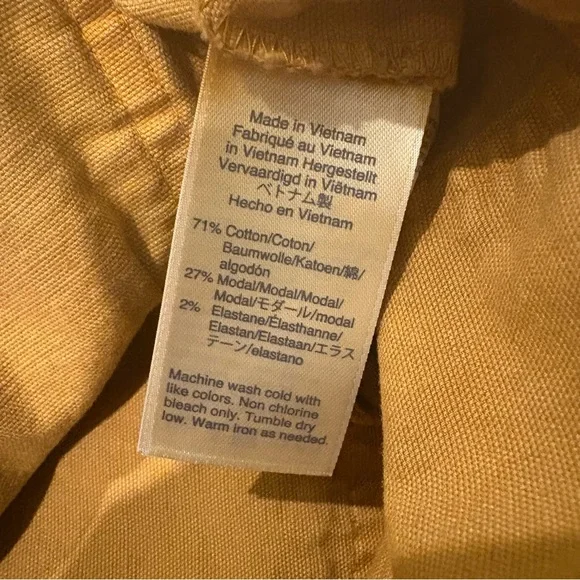 Made in Vietnam
Fabriqué au Vietnam
in Vietnam Hergestellt
Vervaardigd in Viêtnam
ベトナム製
Hecho en Vietnam
71% Cotton/Coton/
Baumwolle/Katoen/綿/
algodón
27% Modal/Modal/Modal/
Modal/モダール/modal
2% Elastane/Élasthanne/
Elastan/Elastaan/エラス
テーン/elastano
Machine wash cold with
like colors. Non chlorine
bleach only. Tumble dry
low. Warm iron as needed.